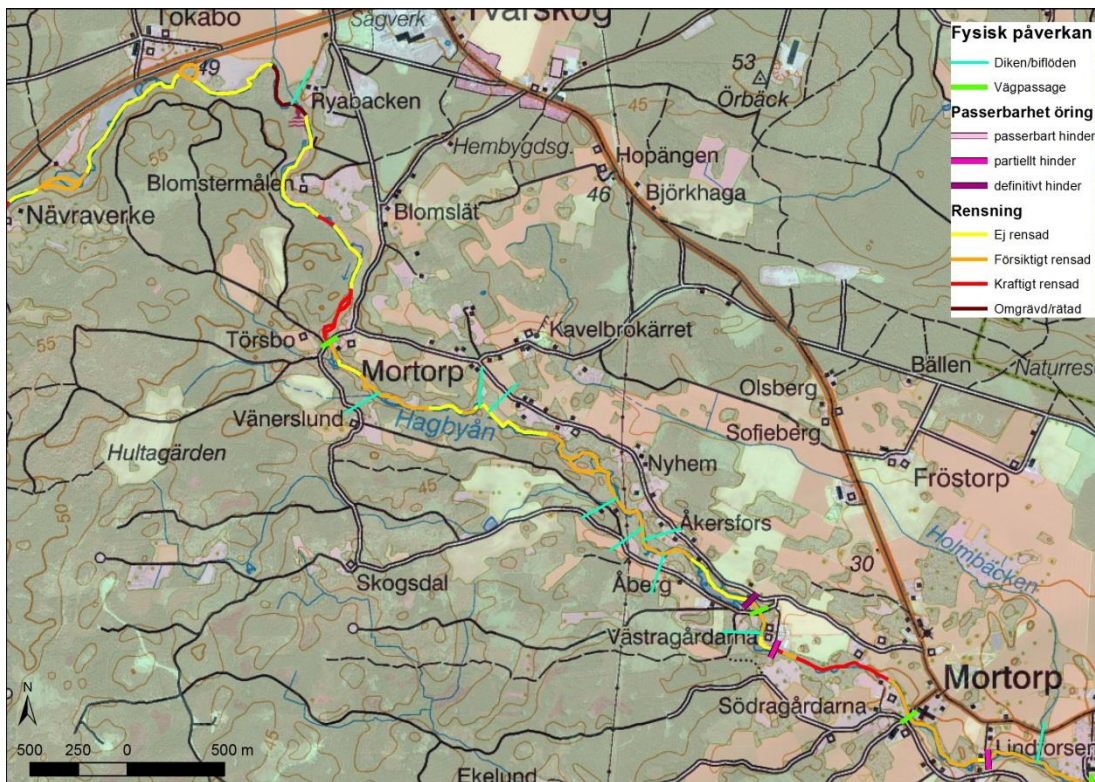 Tokabo
Sågverk
Tvärskog
49
Ryabacken
53
Örbäck
45
55
Hembygdsg.
Hopängen
46
Björkhaga
Blomstermålen
Nävraverke
Blomslät
Törsbo
Kavelbrokärret
Mortorp
Bällen
Naturres
Olsberg
Sofieberg
Vänerslund
Hagbyån
Hultagärden
45
Nyhem
Fröstorp
50
55
Åkersfors
Holmbäcken
30
Skogsdal
Åberg
Västragårdarna
Mortorp
Södragårdarna
Lindforsen
Ekelund
N
500 250 0 500 m
Fysisk påverkan
Diken/biflöden
Vägpassage
Passerbarhet öring
passerbart hinder
partiellt hinder
definitivt hinder
Rensning
Ej rensad
Försiktigt rensad
Kraftigt rensad
Omgrävd/rätad